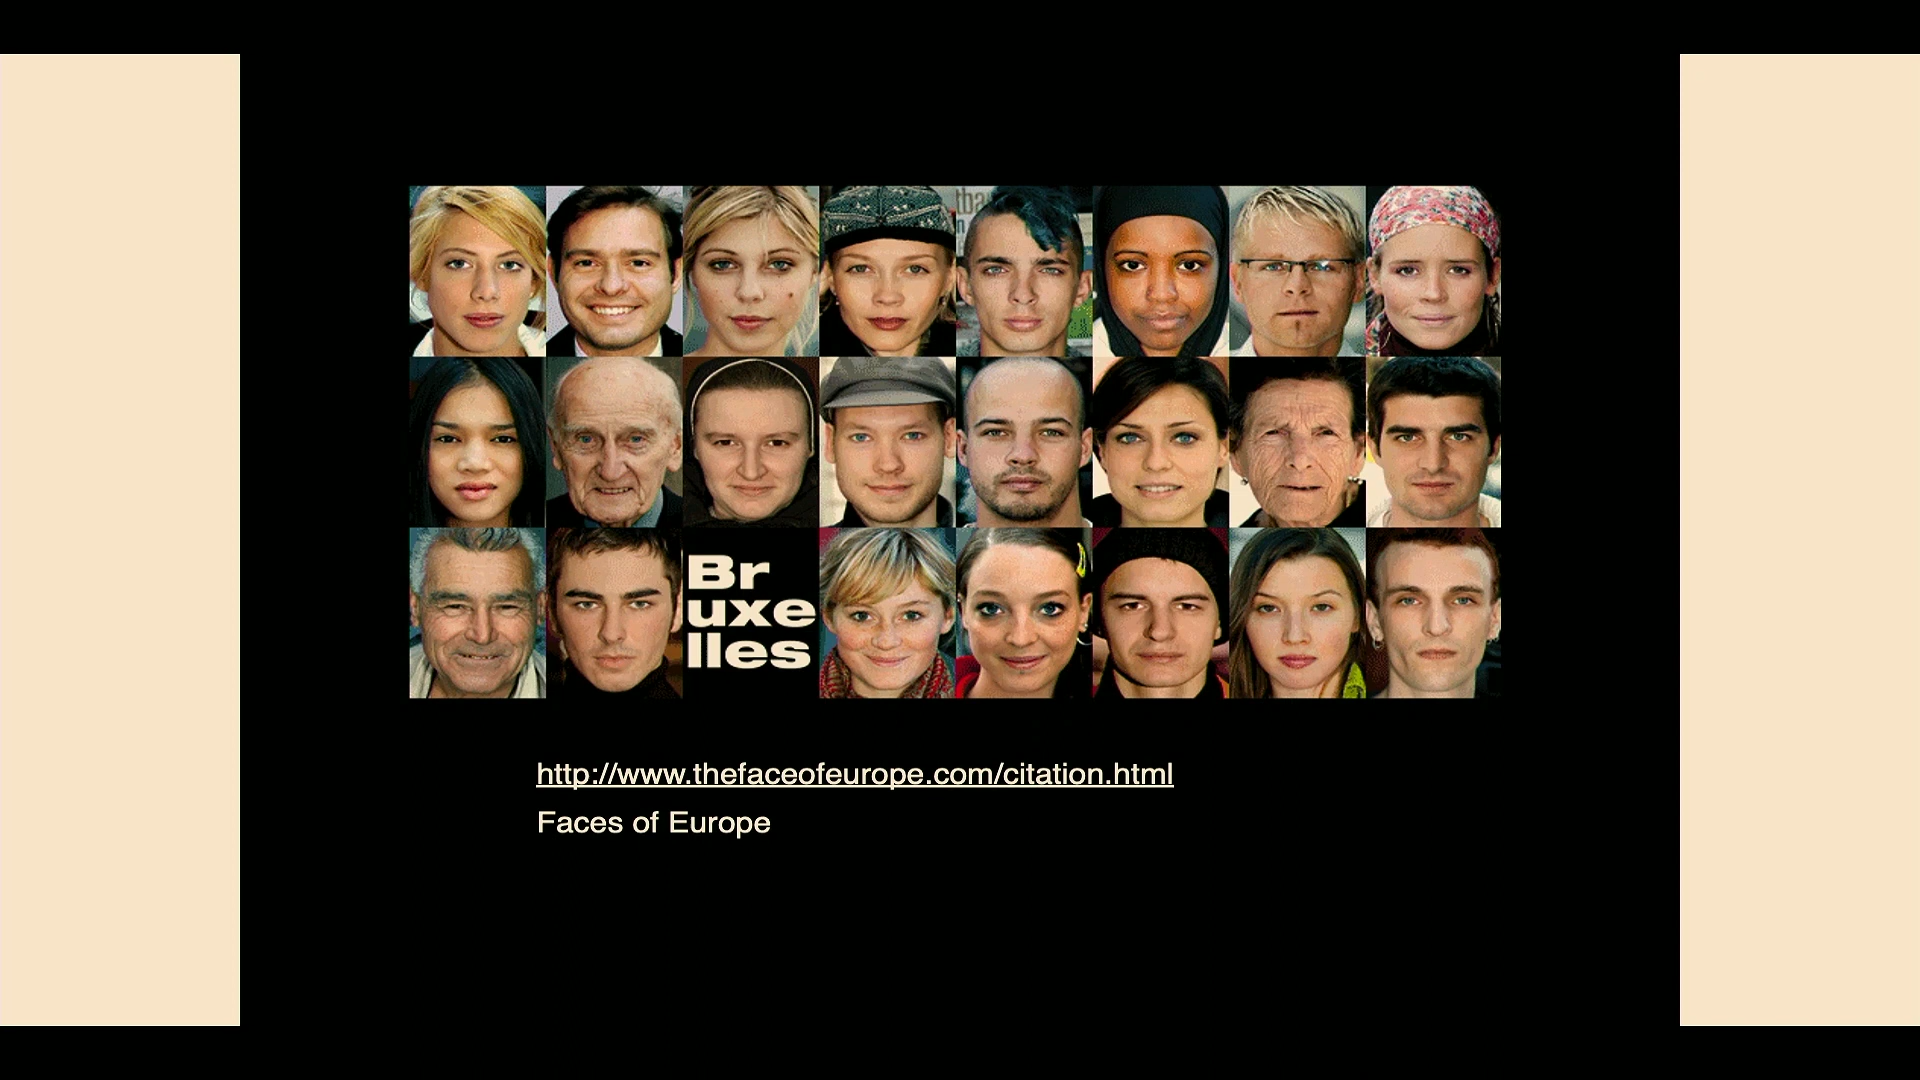 Br
uxe
lles
http://www.thefaceofeurope.com/citation.html
Faces of Europe